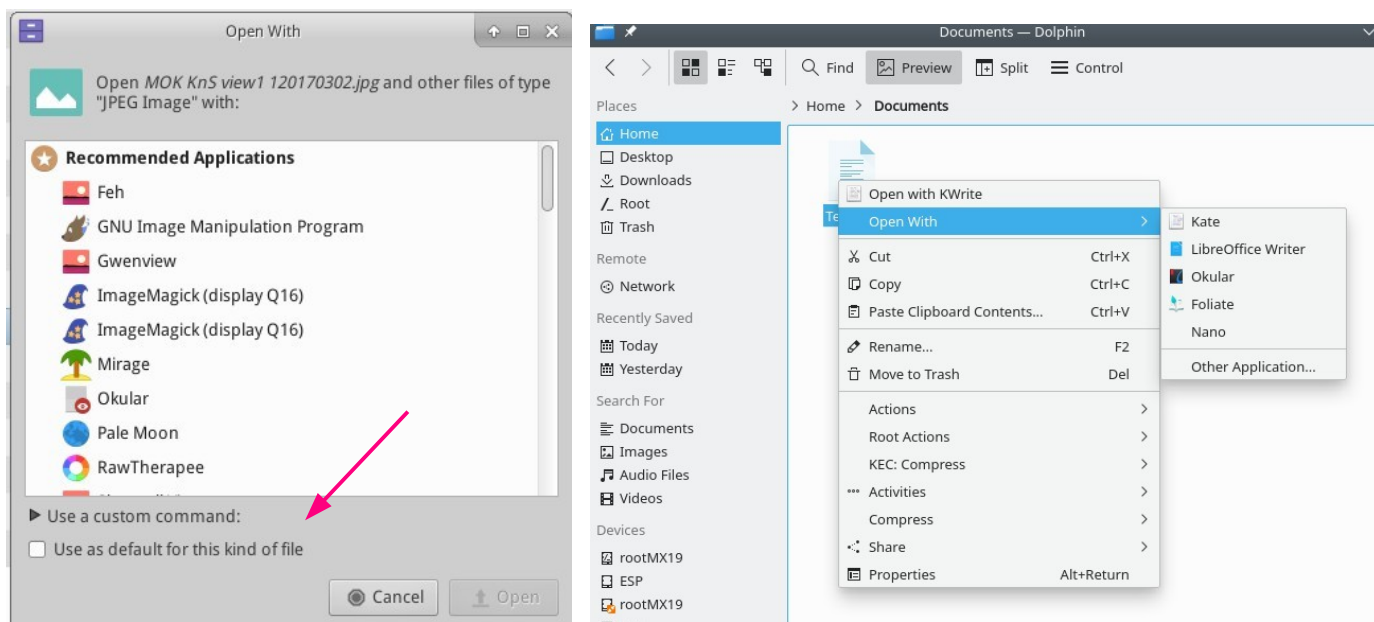 Open With
Open MOK KnS view1 120170302.jpg and other files of type
"JPEG Image" with:
Recommended Applications
Feh
GNU Image Manipulation Program
Gwenview
ImageMagick (display Q16)
ImageMagick (display Q16)
Mirage
Okular
Pale Moon
RawTherapee
Use a custom command:
Use as default for this kind of file
Cancel
Open
Documents — Dolphin
Find
Preview
Split
Control
Places
Home
Desktop
Downloads
Root
Trash
Remote
Network
Recently Saved
Today
Yesterday
Search For
Documents
Images
Audio Files
Videos
Devices
rootMX19
ESP
rootMX19
> Home > Documents
Open with KWrite
Open With
Cut Ctrl+X
Copy Ctrl+C
Paste Clipboard Contents... Ctrl+V
Rename... F2
Move to Trash Del
Actions
Root Actions
KEC: Compress
Activities
Compress
Share
Properties Alt+Return
Kate
LibreOffice Writer
Okular
Foliate
Nano
Other Application...